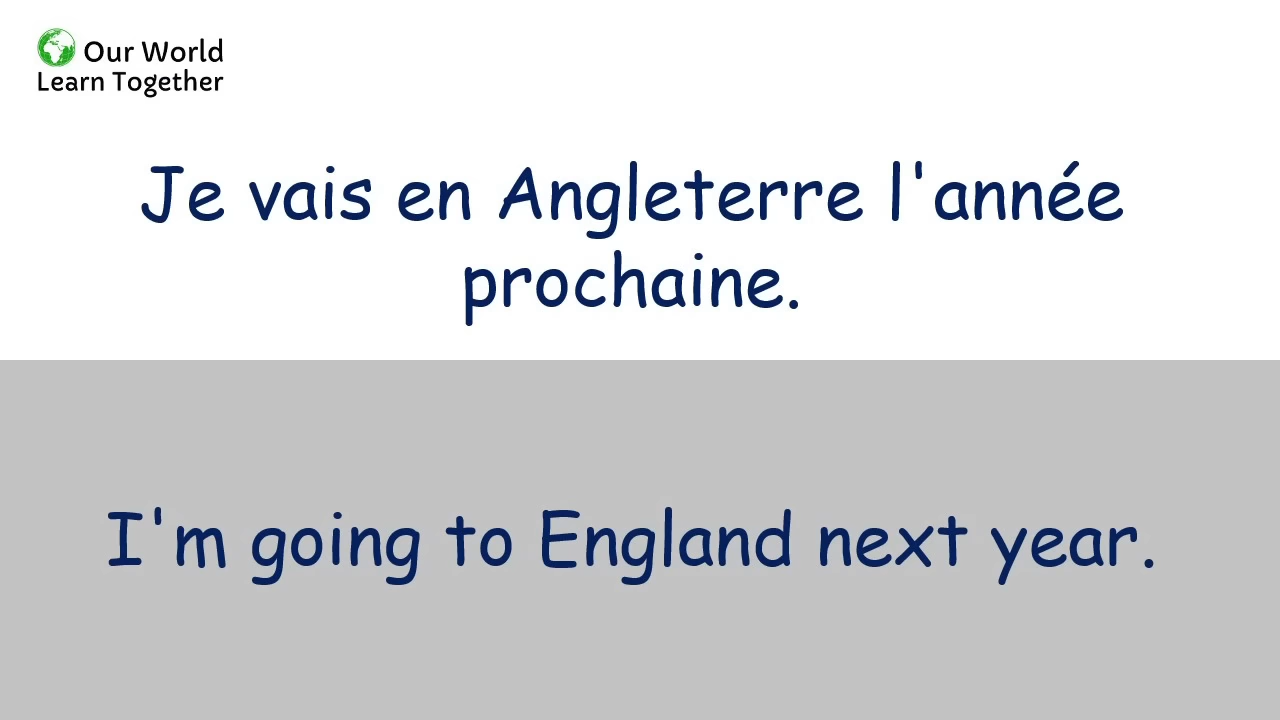 Our World
Learn Together
Je vais en Angleterre l'année
prochaine.
I'm going to England next year.